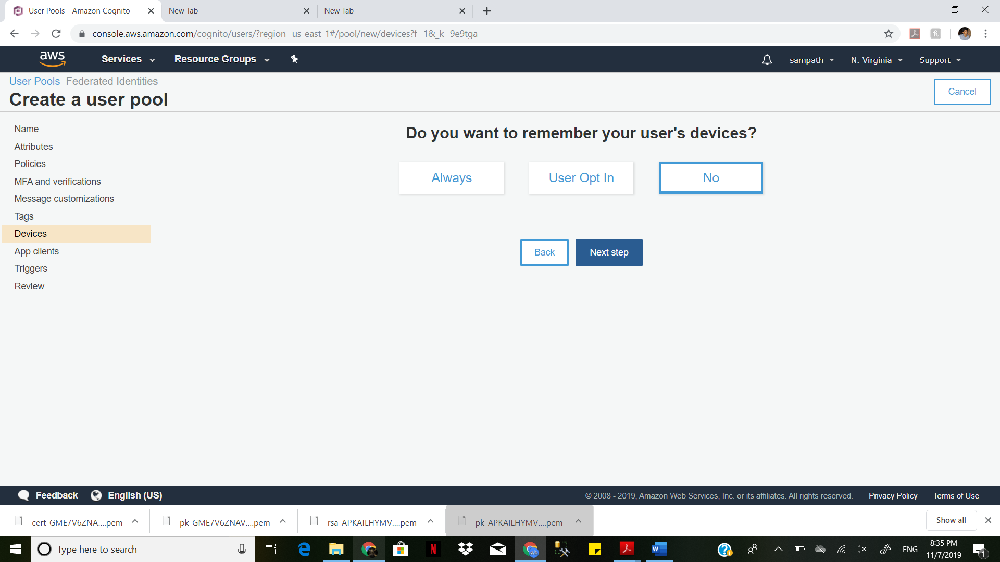 User Pools - Amazon Cognito
New Tab
New Tab
console.aws.amazon.com/cognito/users/?region=us-east-1#/pool/new/devices?f=1&_k=9e9tga
aws
Services
Resource Groups
sampath
N. Virginia
Support
User Pools
Federated Identities
Create a user pool
Cancel
Name
Attributes
Policies
MFA and verifications
Message customizations
Tags
Devices
App clients
Triggers
Review
Do you want to remember your user's devices?
Always
User Opt In
No
Back
Next step
Feedback
English (US)
© 2008 - 2019, Amazon Web Services, Inc. or its affiliates. All rights reserved.
Privacy Policy
Terms of Use
cert-GME7V6ZNA....pem
pk-GME7V6ZNAV....pem
rsa-APKAILHYMV....pem
pk-APKAILHYMV....pem
Show all
Type here to search
ENG
8:35 PM
11/7/2019
1